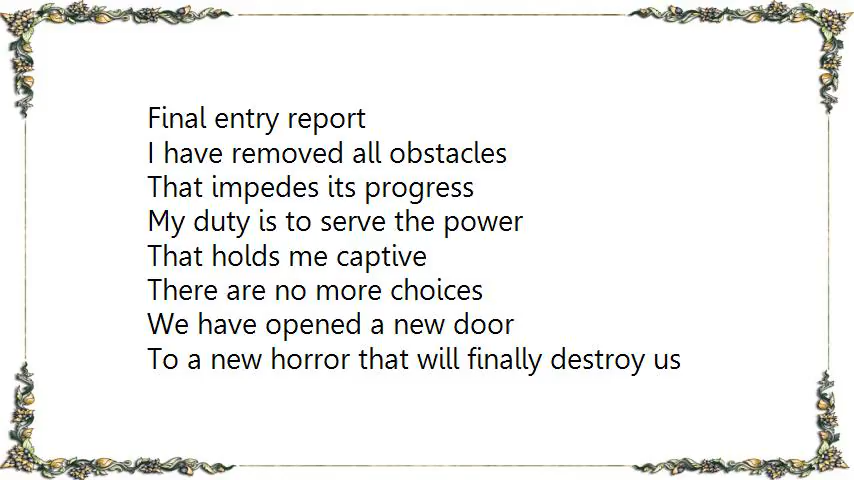 Final entry report
I have removed all obstacles
That impedes its progress
My duty is to serve the power
That holds me captive
There are no more choices
We have opened a new door
To a new horror that will finally destroy us